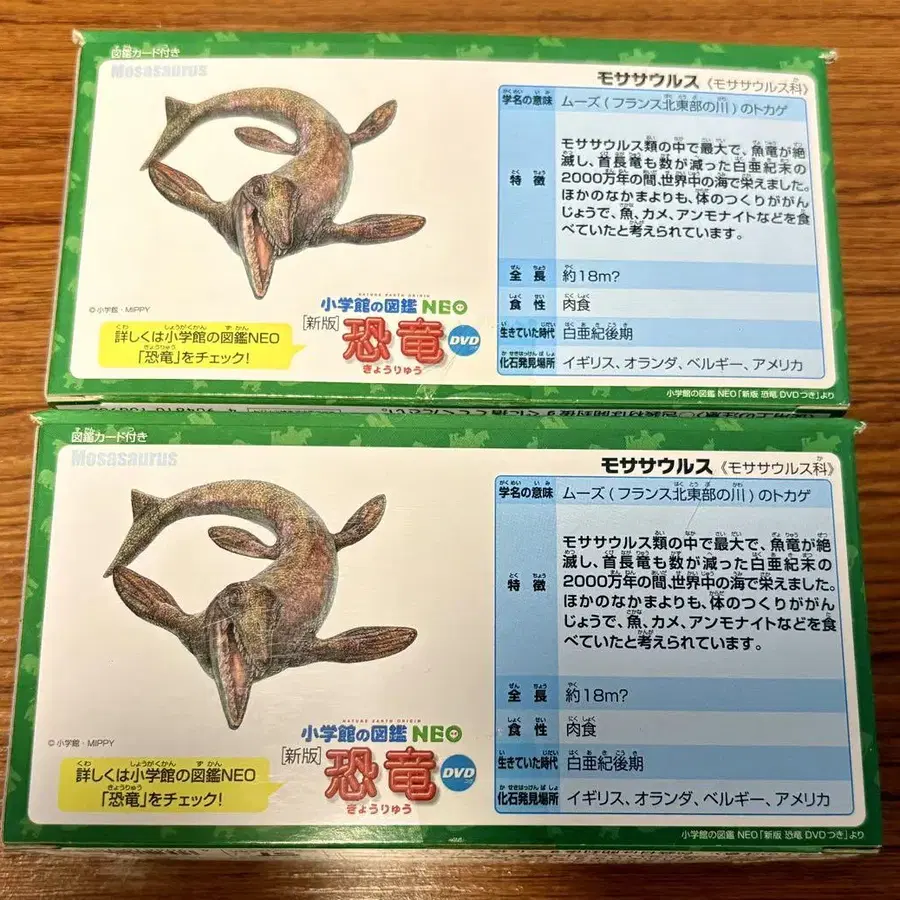 図鑑カード付き
Mosasaurus
モササウルス《モササウルス科》
学名の意味 ムーズ(フランス北東部の川)のトカゲ
特徴
モササウルス類の中で最大で、魚竜が絶
滅し、首長竜も数が減った白亜紀末の
2000万年の間、世界中の海で栄えました。
ほかのなかまよりも、体のつくりががん
じょうで、魚、カメ、アンモナイトなどを食
べていたと考えられています。
全長 約18m?
食性 肉食
生きていた時代 白亜紀後期
化石発見場所 イギリス、オランダ、ベルギー、アメリカ
©小学館・MIPPY
詳しくは小学館の図鑑NEO
「恐竜」をチェック!
NATURE EARTH ORIGIN
小学館の図鑑NEO
[新版]恐竜 DVDつき
きょうりゅう
小学館の図鑑 NEO「新版 恐竜 DVDつき」より
図鑑カード付き
Mosasaurus
モササウルス《モササウルス科》
学名の意味 ムーズ(フランス北東部の川)のトカゲ
特徴
モササウルス類の中で最大で、魚竜が絶
滅し、首長竜も数が減った白亜紀末の
2000万年の間、世界中の海で栄えました。
ほかのなかまよりも、体のつくりががん
じょうで、魚、カメ、アンモナイトなどを食
べていたと考えられています。
全長 約18m?
食性 肉食
生きていた時代 白亜紀後期
化石発見場所 イギリス、オランダ、ベルギー、アメリカ
©小学館・MIPPY
詳しくは小学館の図鑑NEO
「恐竜」をチェック!
NATURE EARTH ORIGIN
小学館の図鑑NEO
[新版]恐竜 DVDつき
きょうりゅう
小学館の図鑑 NEO「新版 恐竜 DVDつき」より